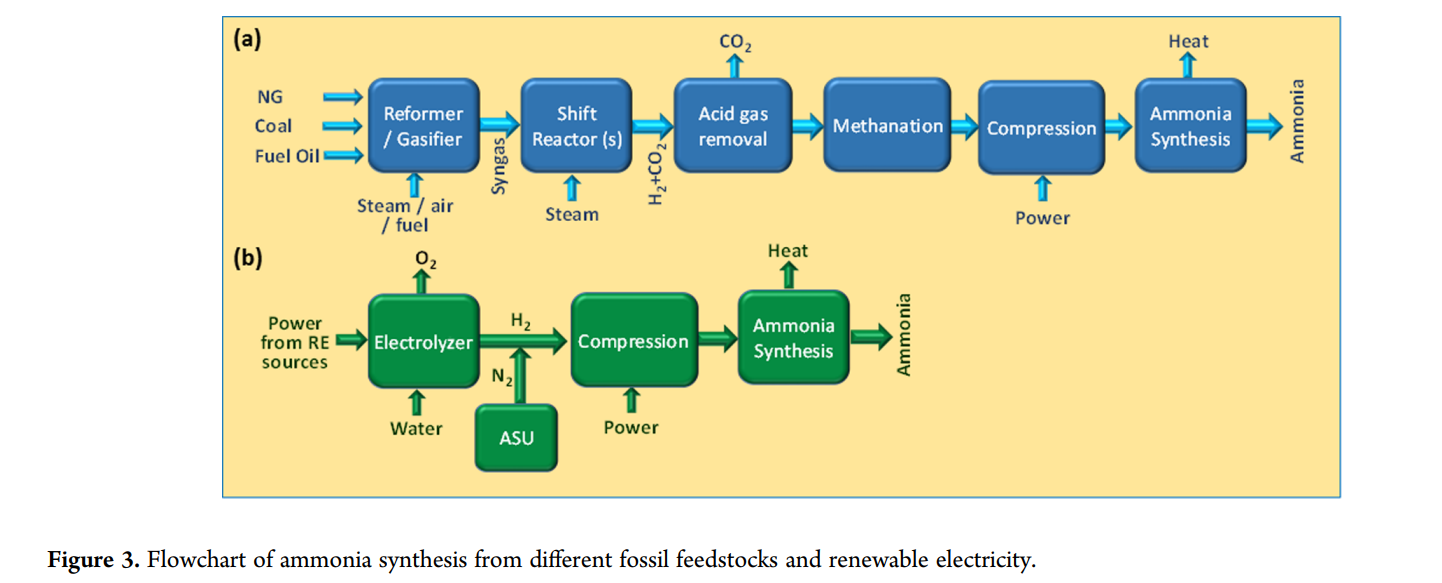 (a)
CO2
Heat
NG
Coal
Fuel Oil
Reformer
/ Gasifier
Syngas
Shift
Reactor (s)
H2+CO2
Acid gas
removal
Methanation
Compression
Ammonia
Synthesis
Ammonia
Steam / air
/ fuel
Steam
Power
(b)
O2
Heat
Power
from RE
sources
Electrolyzer
H2
N2
Compression
Ammonia
Synthesis
Ammonia
Water
ASU
Power
Figure 3. Flowchart of ammonia synthesis from different fossil feedstocks and renewable electricity.